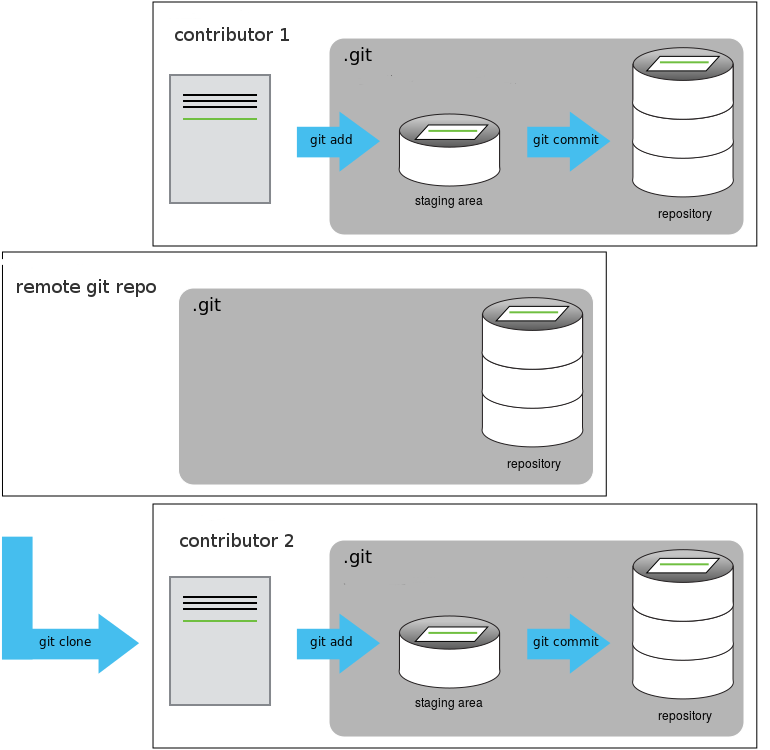 contributor 1
.git
git add
git commit
staging area
repository
remote git repo
.git
repository
contributor 2
.git
git clone
git add
git commit
staging area
repository